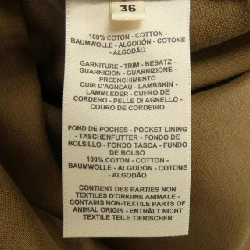 36
100% COTON - COTTON
BAUMWOLLE - ALGODÓN - COTONE
- ALGODÃO
GARNITURE - TRIM - BESATZ -
GUARNICION - GUARNIZIONE -
PREENCHIMENTO
CUIR D'AGNEAU - LAMBSKIN -
LAMMLEDER - CUERO DE
CORDERO - PELLE DI AGNELLO
- COURO DE CORDEIRO
FOND DE POCHES - POCKET LINING
- TASCHENFUTTER - FONDO DE
BOLSILLO - FONDO TASCA - FUNDO
DE BOLSO
100% COTON - COTTON -
BAUMWOLLE - ALGODÓN -
COTONE - ALGODÃO
CONTIENT DES PARTIES NON
TEXTILES D'ORIGINE ANIMALE -
CONTAINS NON-TEXTILE PARTS OF
ANIMAL ORIGIN - ENTHÄLT NICHT
TEXTILE TEILE TIERISCHER